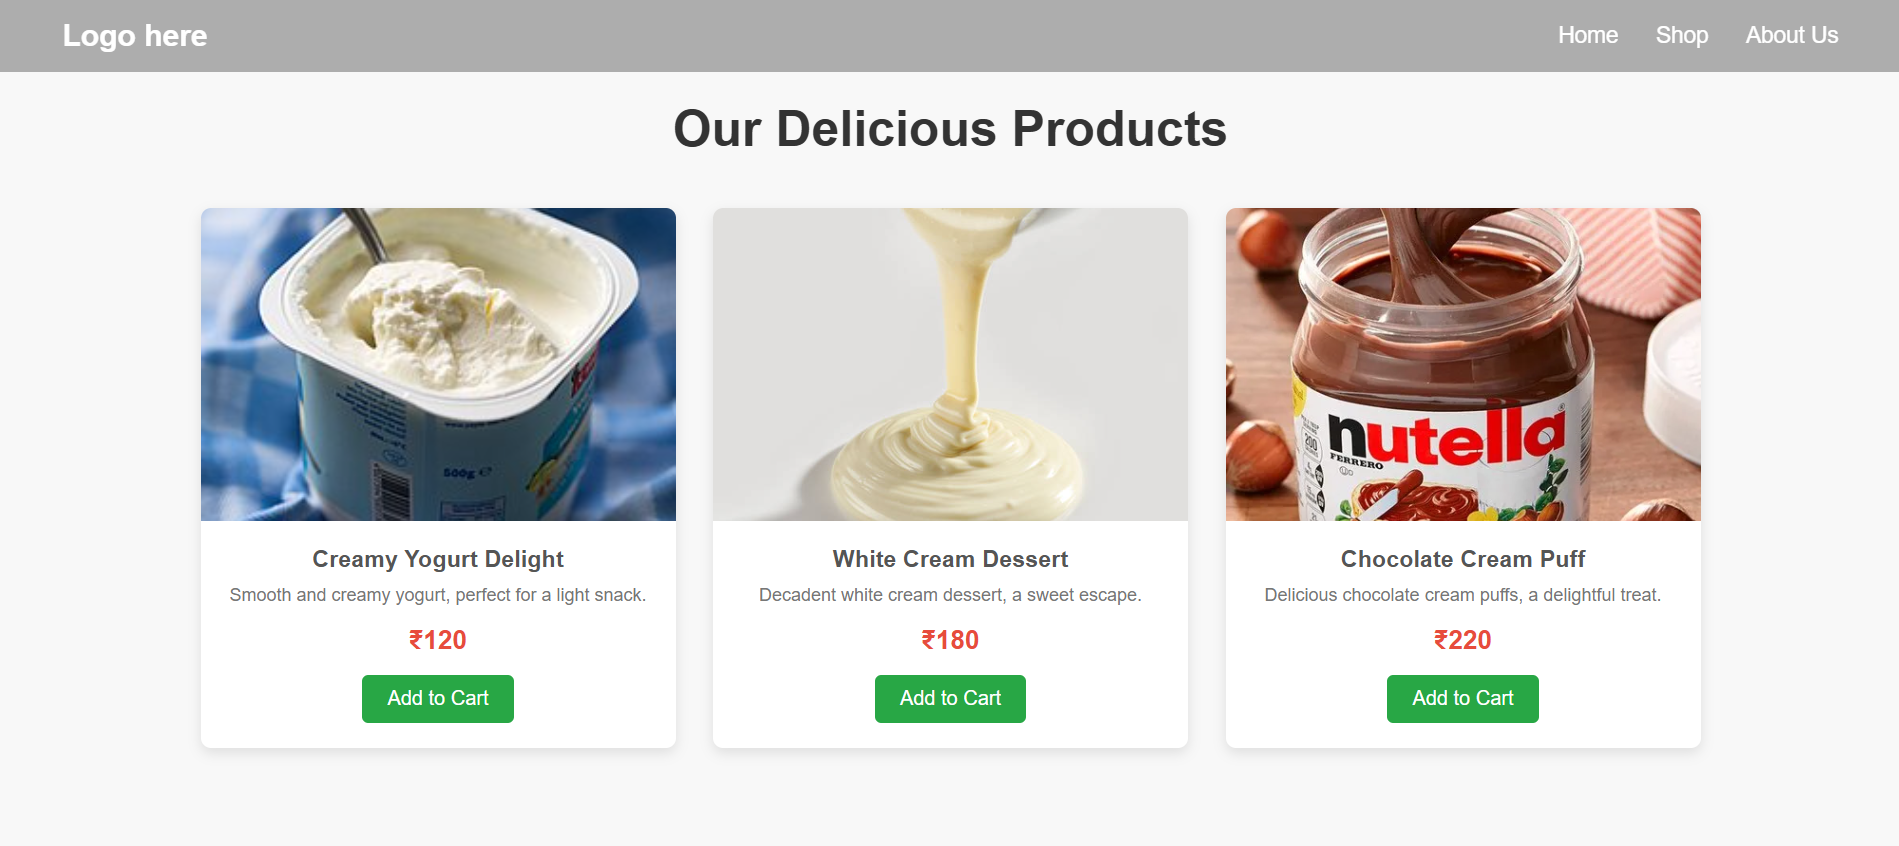 Logo here
Home Shop About Us
Our Delicious Products
500g e
nutella
FERRERO
200
Creamy Yogurt Delight
Smooth and creamy yogurt, perfect for a light snack.
₹120
Add to Cart
White Cream Dessert
Decadent white cream dessert, a sweet escape.
₹180
Add to Cart
Chocolate Cream Puff
Delicious chocolate cream puffs, a delightful treat.
₹220
Add to Cart